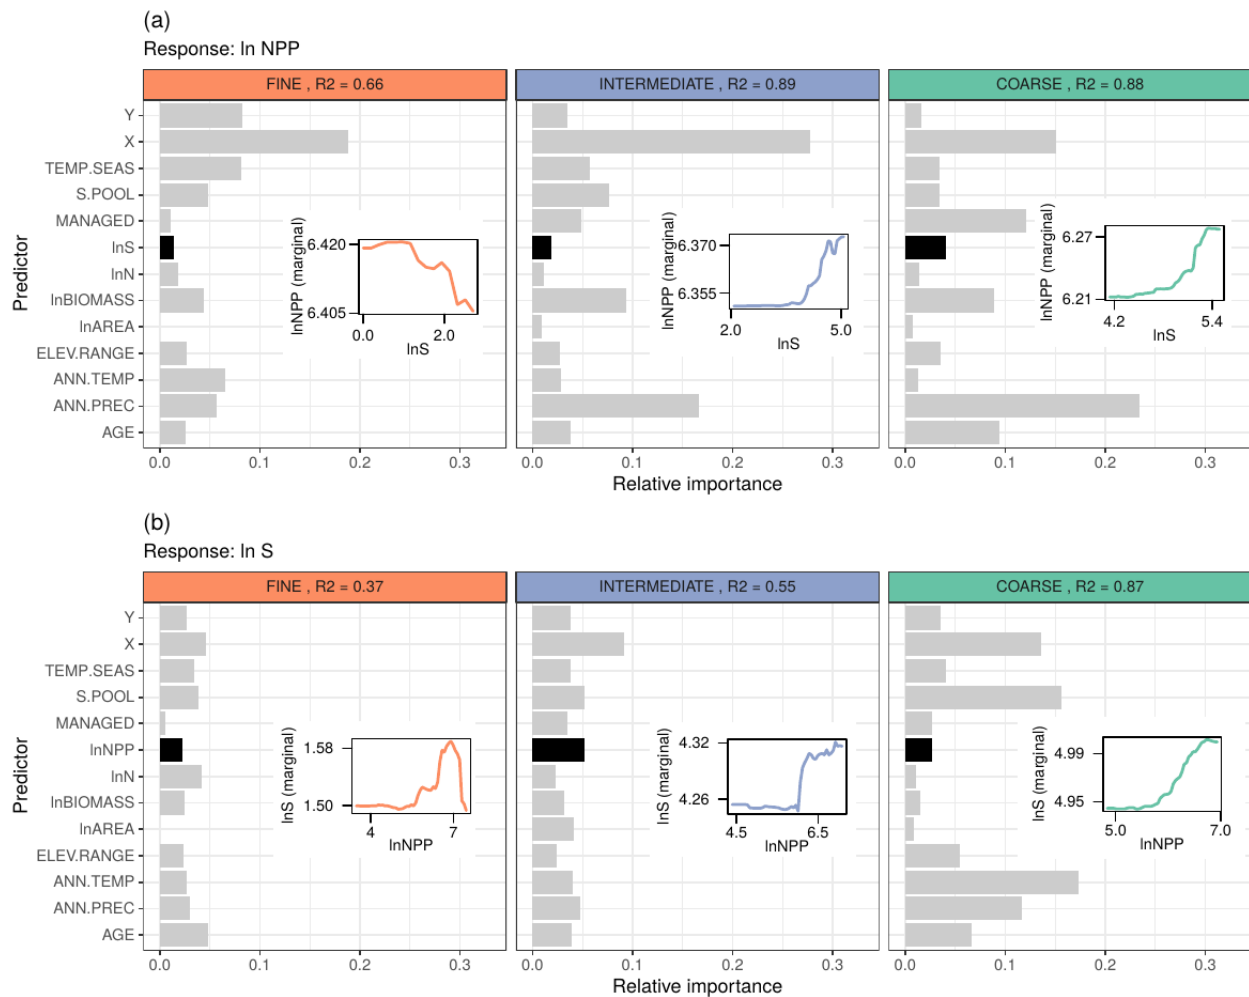 (a)
Response: ln NPP
FINE , R2 = 0.66
INTERMEDIATE , R2 = 0.89
COARSE , R2 = 0.88
Predictor
Y
X
TEMP.SEAS
S.POOL
MANAGED
lnS
lnN
lnBIOMASS
lnAREA
ELEV.RANGE
ANN.TEMP
ANN.PREC
AGE
lnNPP (marginal)
6.420
6.405
0.0 2.0
lnS
lnNPP (marginal)
6.370
6.355
2.0 5.0
lnS
lnNPP (marginal)
6.27
6.21
4.2 5.4
lnS
0.0 0.1 0.2 0.3
0.0 0.1 0.2 0.3
0.0 0.1 0.2 0.3
Relative importance
(b)
Response: ln S
FINE , R2 = 0.37
INTERMEDIATE , R2 = 0.55
COARSE , R2 = 0.87
Predictor
Y
X
TEMP.SEAS
S.POOL
MANAGED
lnNPP
lnN
lnBIOMASS
lnAREA
ELEV.RANGE
ANN.TEMP
ANN.PREC
AGE
lnS (marginal)
1.58
1.50
4 7
lnNPP
lnS (marginal)
4.32
4.26
4.5 6.5
lnNPP
lnS (marginal)
4.99
4.95
5.0 7.0
lnNPP
0.0 0.1 0.2 0.3
0.0 0.1 0.2 0.3
0.0 0.1 0.2 0.3
Relative importance